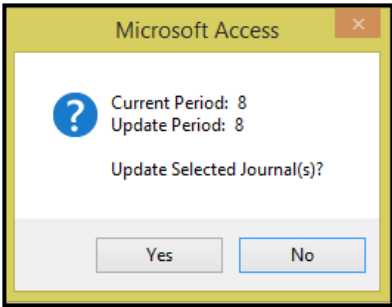 Microsoft Access
Current Period: 8
Update Period: 8
Update Selected Journal(s)?
Yes
No